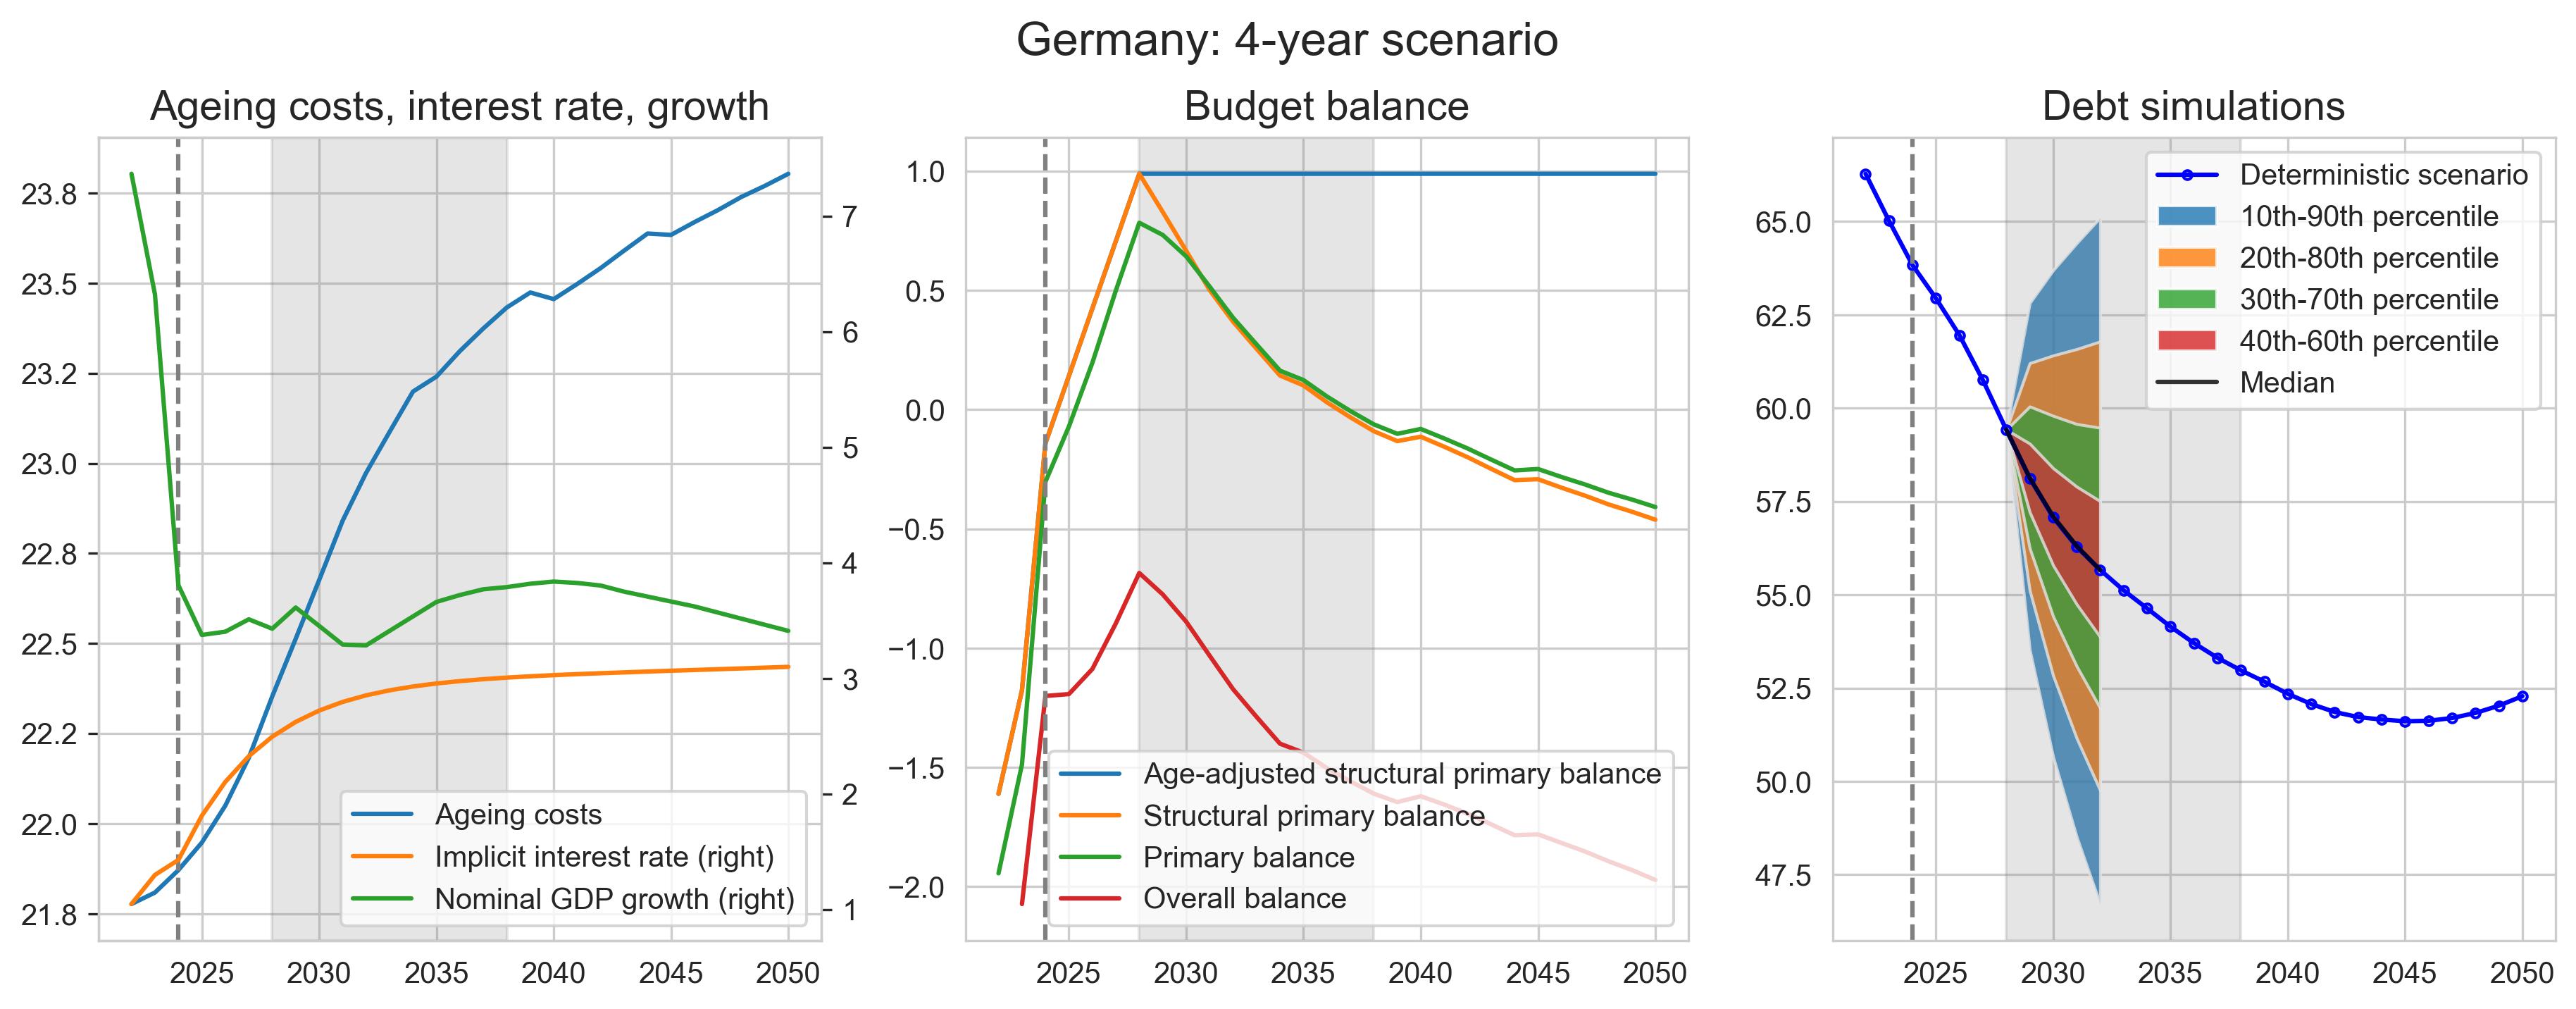 Germany: 4-year scenario
Ageing costs, interest rate, growth
23.8
23.5
23.2
23.0
22.8
22.5
22.2
22.0
21.8
7
6
5
4
3
2
1
Ageing costs
Implicit interest rate (right)
Nominal GDP growth (right)
2025 2030 2035 2040 2045 2050
Budget balance
1.0
0.5
0.0
−0.5
−1.0
−1.5
−2.0
Age-adjusted structural primary balance
Structural primary balance
Primary balance
Overall balance
2025 2030 2035 2040 2045 2050
Debt simulations
65.0
62.5
60.0
57.5
55.0
52.5
50.0
47.5
Deterministic scenario
10th-90th percentile
20th-80th percentile
30th-70th percentile
40th-60th percentile
Median
2025 2030 2035 2040 2045 2050